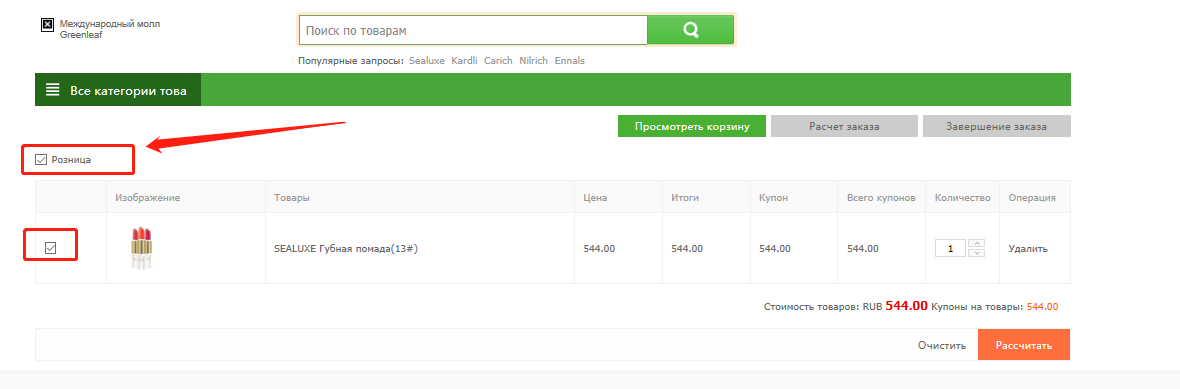 Международный молл
Greenleaf
Поиск по товарам
Популярные запросы: Sealuxe Kardli Carich Nilrich Ennals
Все категории това
Просмотреть корзину Расчет заказа Завершение заказа
Розница
Изображение Товары Цена Итоги Купон Всего купонов Количество Операция
SEALUXE Губная помада(13#) 544.00 544.00 544.00 544.00 1 Удалить
Стоимость товаров: RUB 544.00 Купоны на товары: 544.00
Очистить Рассчитать